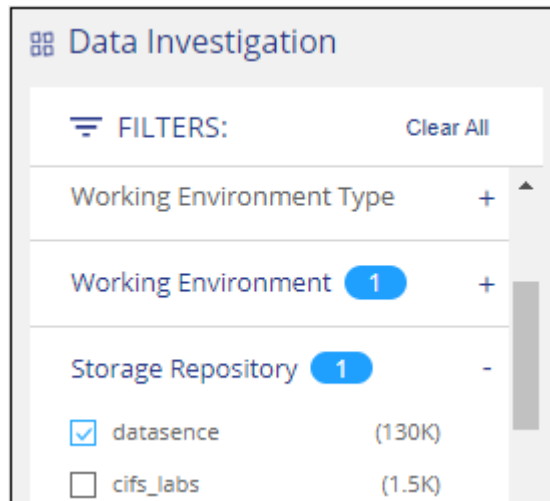 Data Investigation
FILTERS: Clear All
Working Environment Type +
Working Environment 1 +
Storage Repository 1 -
datasence (130K)
cifs_labs (1.5K)